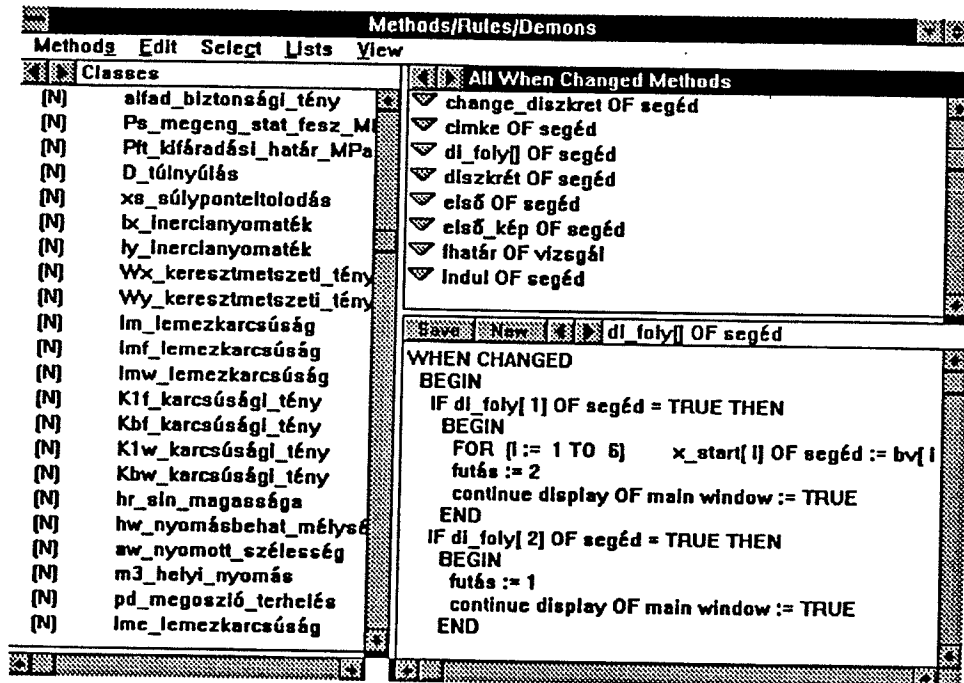 Methods/Rules/Demons
Methods Edit Select Lists View
Classes
[N] alfad_biztonsági_tény
[N] Ps_megeng_stat_fesz_M
[N] Pft_kifáradási_határ_MPa
[N] D_túlnyúlás
[N] xs_súlyponteltolodás
[N] Ix_inercianyomaték
[N] Iy_inercianyomaték
[N] Wx_keresztmetszeti_tény
[N] Wy_keresztmetszeti_tény
[N] lm_lemezkarcsúság
[N] lmf_lemezkarcsúság
[N] lmw_lemezkarcsúság
[N] K1f_karcsúsági_tény
[N] Kbf_karcsúsági_tény
[N] K1w_karcsúsági_tény
[N] Kbw_karcsúsági_tény
[N] hr_sin_magassága
[N] hw_nyomásbehat_mélysé
[N] aw_nyomott_szélesség
[N] m3_helyi_nyomás
[N] pd_megoszló_terhelés
[N] lme_lemezkarcsúság
All When Changed Methods
change_diszkret OF segéd
cimke OF segéd
di_foly[] OF segéd
diszkrét OF segéd
első OF segéd
első_kép OF segéd
fhatár OF vizsgál
indul OF segéd
Save New di_foly[] OF segéd
WHEN CHANGED
BEGIN
IF di_foly[ 1] OF segéd = TRUE THEN
BEGIN
FOR (i := 1 TO 6) x_start[ i] OF segéd := bv[ i
futás := 2
continue display OF main window := TRUE
END
IF di_foly[ 2] OF segéd = TRUE THEN
BEGIN
futás := 1
continue display OF main window := TRUE
END